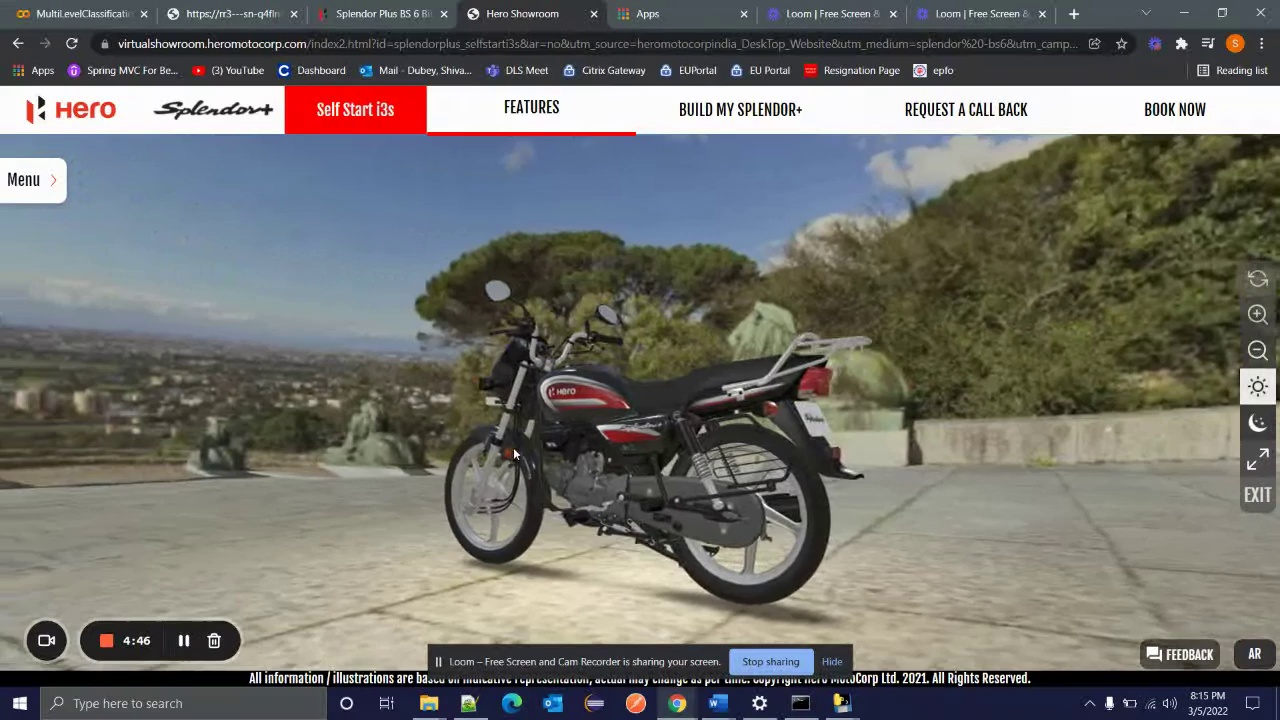 MultiLevelClassificatio
https://rr3---sn-q4flne
Splendor Plus BS 6 Bi
Hero Showroom
Apps
Loom | Free Screen &
Loom | Free Screen &
virtualshowroom.heromotocorp.com/index2.html?id=splendorplus_selfstarti3s&ar=no&utm_source=heromotocorpindia_DeskTop_Website&utm_medium=splendor%20-bs6&utm_camp...
S
Apps
Spring MVC For Be...
(3) YouTube
Dashboard
Mail - Dubey, Shiva...
DLS Meet
Citrix Gateway
EUPortal
EU Portal
Resignation Page
epfo
Reading list
Hero
Splendor+
Self Start i3s
FEATURES
BUILD MY SPLENDOR+
REQUEST A CALL BACK
BOOK NOW
Menu
Hero
EXIT
4:46
Loom – Free Screen and Cam Recorder is sharing your screen.
Stop sharing
Hide
FEEDBACK
AR
All information / illustrations are based on indicative representation, actual may change as per time. Copyright Hero MotoCorp Ltd. 2021. All Rights Reserved.
Type here to search
8:15 PM
3/5/2022